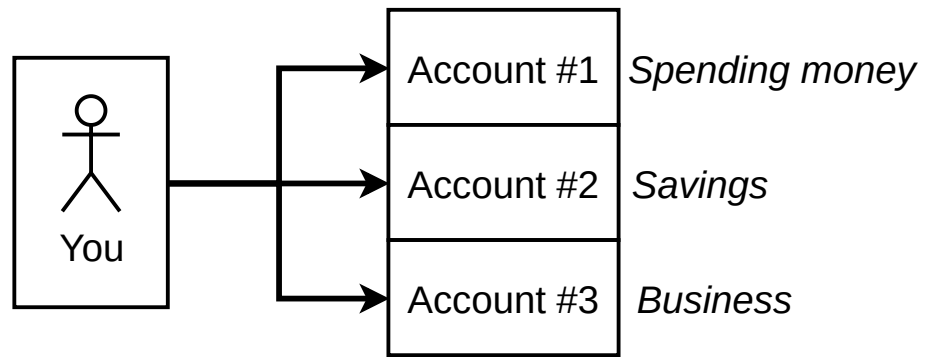 Account #1 Spending money
Account #2 Savings
You
Account #3 Business